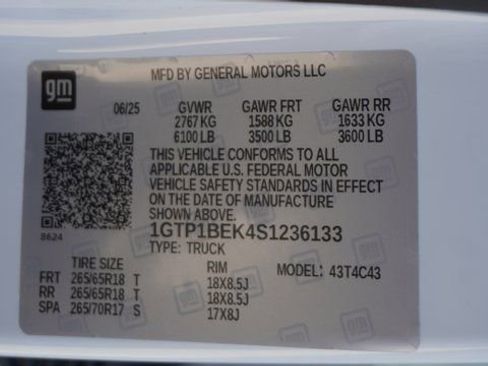 gm
MFD BY GENERAL MOTORS LLC
06/25 GVWR GAWR FRT GAWR RR
2767 KG 1588 KG 1633 KG
6100 LB 3500 LB 3600 LB
THIS VEHICLE CONFORMS TO ALL
APPLICABLE U.S. FEDERAL MOTOR
VEHICLE SAFETY STANDARDS IN EFFECT
ON THE DATE OF MANUFACTURE
SHOWN ABOVE.
8624
1GTP1BEK4S1236133
TYPE: TRUCK
TIRE SIZE RIM MODEL: 43T4C43
FRT 265/65R18 T 18X8.5J
RR 265/65R18 T 18X8.5J
SPA 265/70R17 S 17X8J